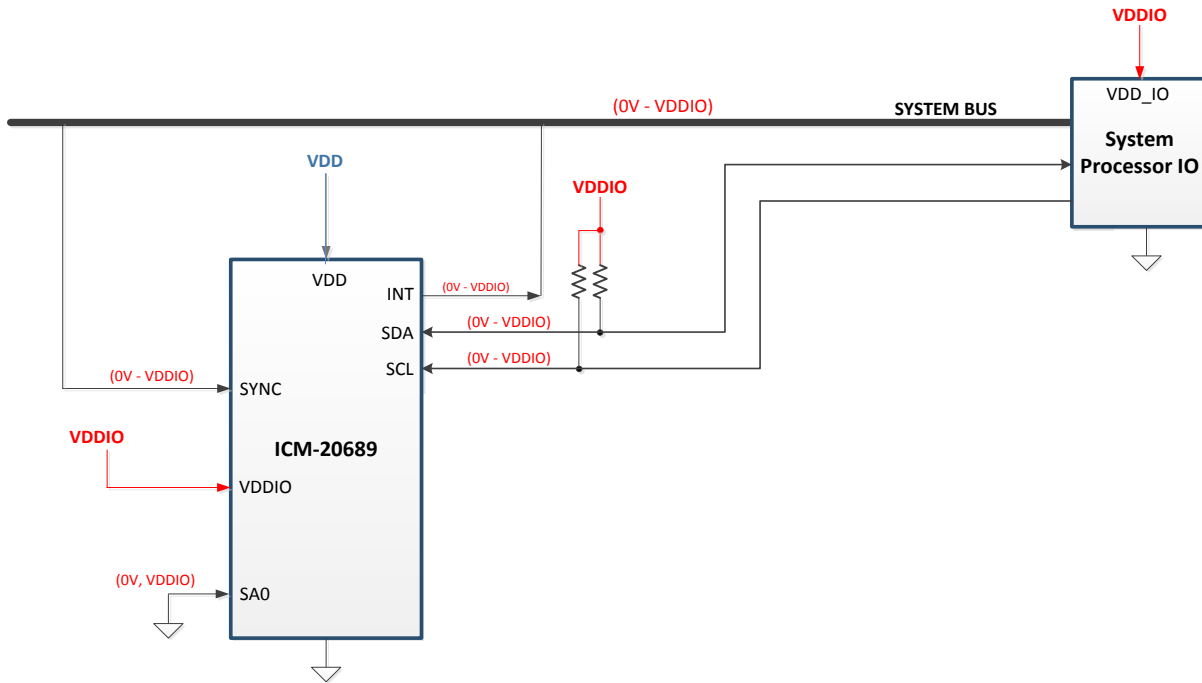 VDDIO
VDD_IO
System
Processor IO
(0V - VDDIO)
SYSTEM BUS
VDD
VDDIO
VDD
INT
(0V - VDDIO)
SDA
(0V - VDDIO)
SCL
(0V - VDDIO)
(0V - VDDIO)
SYNC
VDDIO
ICM-20689
VDDIO
(0V, VDDIO)
SA0